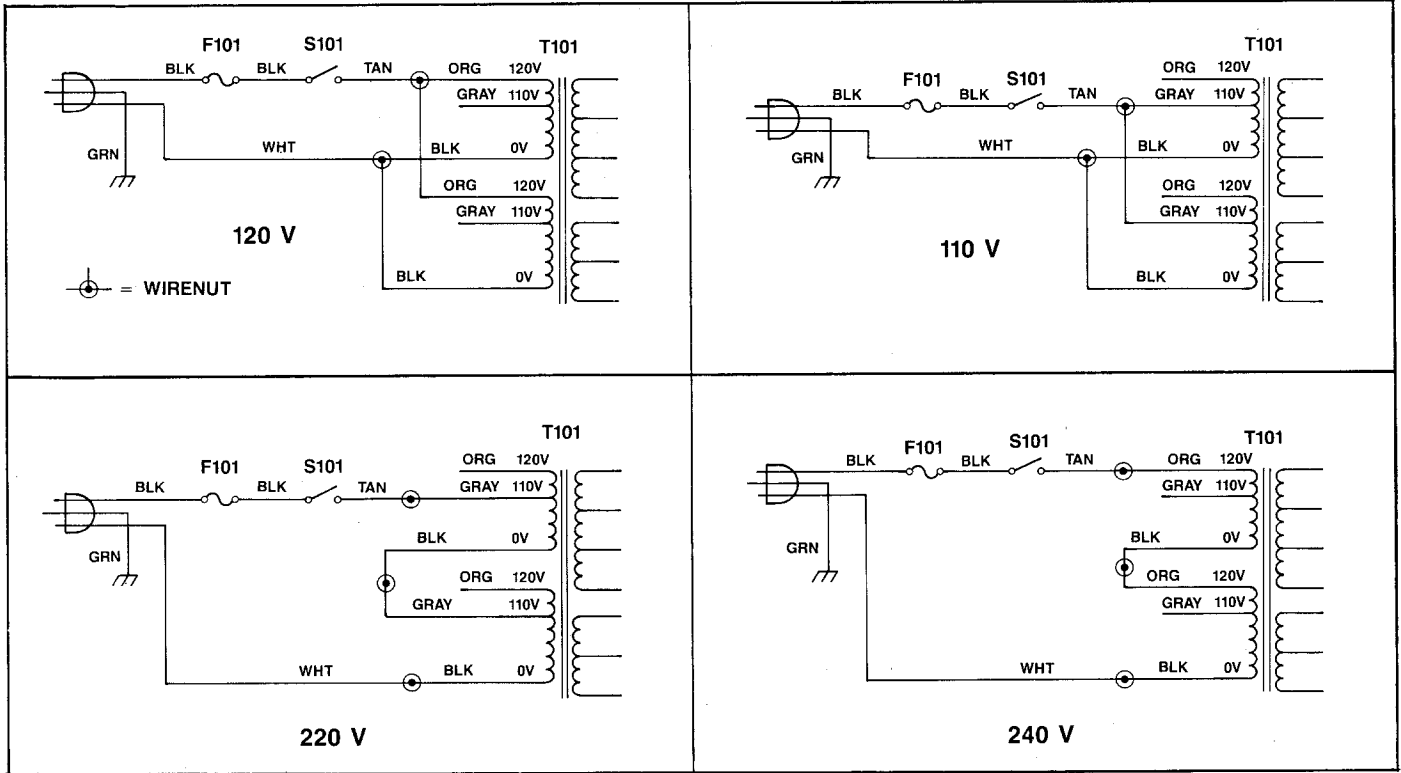 F101 S101 T101
BLK BLK TAN ORG 120V
GRAY 110V
GRN WHT BLK 0V
ORG 120V
GRAY 110V
120 V
BLK 0V
= WIRENUT
T101
F101 S101 ORG 120V
BLK BLK TAN GRAY 110V
GRN WHT BLK 0V
ORG 120V
GRAY 110V
110 V
BLK 0V
T101
F101 S101 ORG 120V
BLK BLK TAN GRAY 110V
BLK 0V
GRN
ORG 120V
GRAY 110V
WHT BLK 0V
220 V
T101
F101 S101
BLK BLK TAN ORG 120V
GRAY 110V
GRN BLK 0V
ORG 120V
GRAY 110V
WHT BLK 0V
240 V